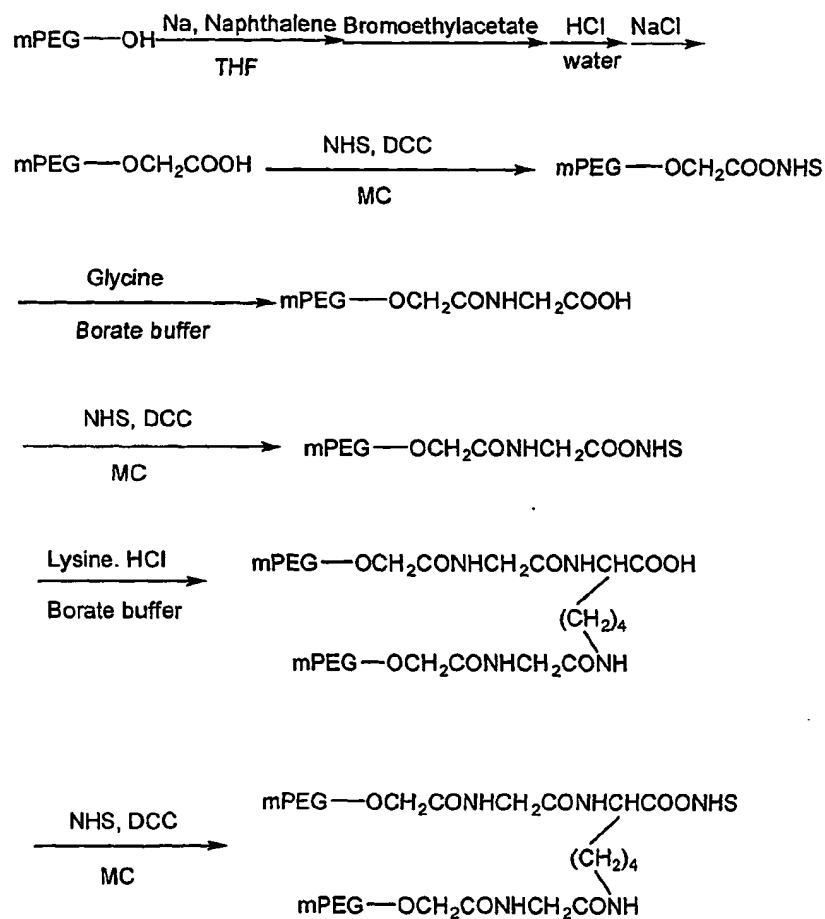 mPEG—OH Na, Naphthalene Bromoethylacetate HCl NaCl
THF water
mPEG—OCH2COOH NHS, DCC mPEG—OCH2COONHS
MC
Glycine mPEG—OCH2CONHCH2COOH
Borate buffer
NHS, DCC mPEG—OCH2CONHCH2COONHS
MC
Lysine. HCl mPEG—OCH2CONHCH2CONHCHCOOH
Borate buffer (CH2)4
mPEG—OCH2CONHCH2CONH
mPEG—OCH2CONHCH2CONHCHCOONHS
NHS, DCC
MC (CH2)4
mPEG—OCH2CONHCH2CONH